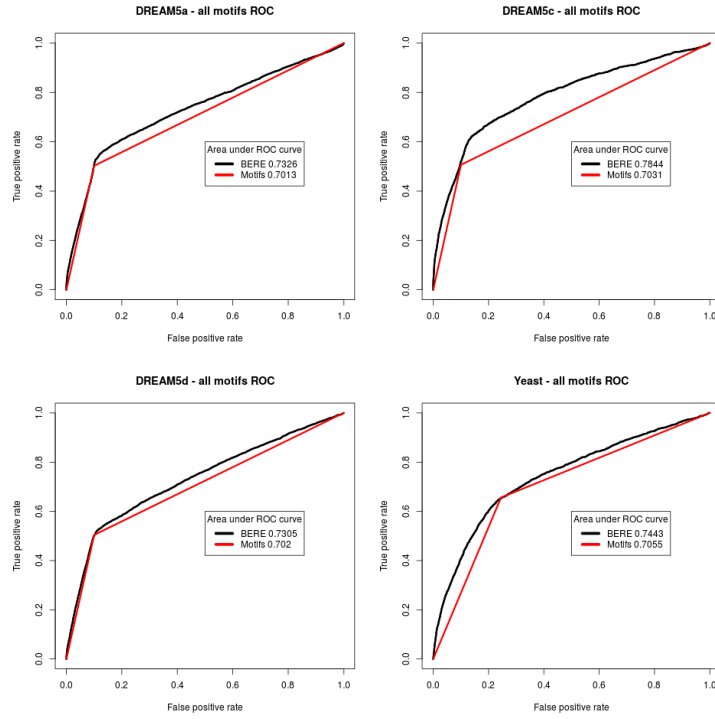 DREAM5a - all motifs ROC
True positive rate
1.0
0.8
0.6
0.4
0.2
0.0
Area under ROC curve
BERE 0.7326
Motifs 0.7013
0.0 0.2 0.4 0.6 0.8 1.0
False positive rate
DREAM5c - all motifs ROC
True positive rate
1.0
0.8
0.6
0.4
0.2
0.0
Area under ROC curve
BERE 0.7844
Motifs 0.7031
0.0 0.2 0.4 0.6 0.8 1.0
False positive rate
DREAM5d - all motifs ROC
True positive rate
1.0
0.8
0.6
0.4
0.2
0.0
Area under ROC curve
BERE 0.7305
Motifs 0.702
0.0 0.2 0.4 0.6 0.8 1.0
False positive rate
Yeast - all motifs ROC
True positive rate
1.0
0.8
0.6
0.4
0.2
0.0
Area under ROC curve
BERE 0.7443
Motifs 0.7055
0.0 0.2 0.4 0.6 0.8 1.0
False positive rate